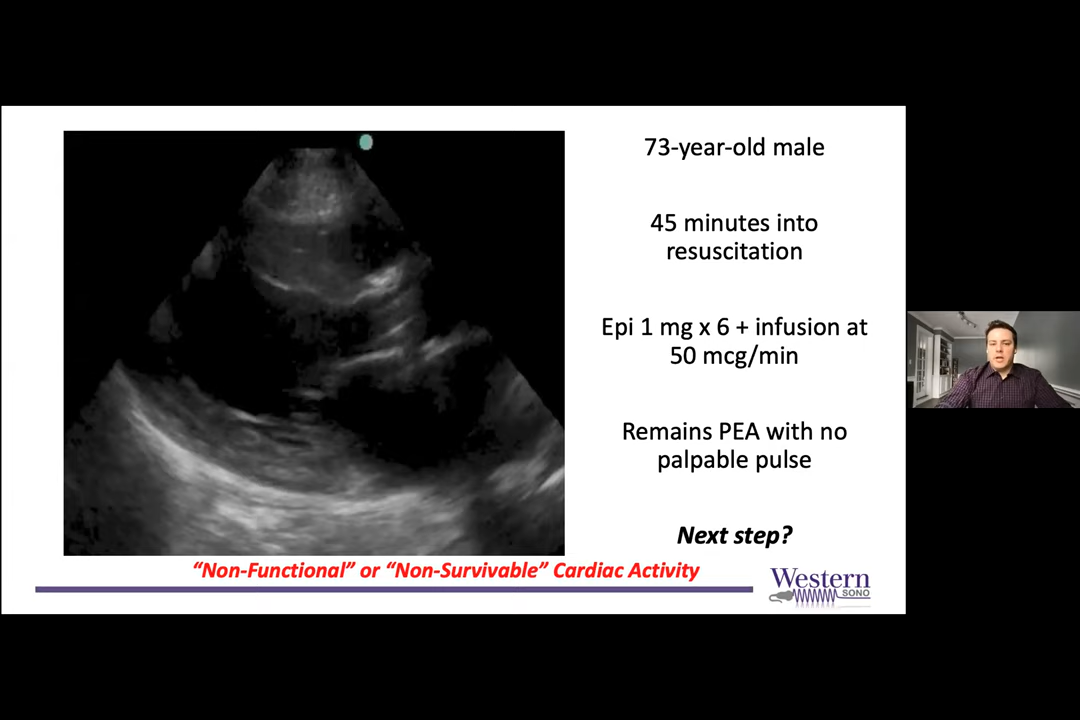 73-year-old male
45 minutes into
resuscitation
Epi 1 mg x 6 + infusion at
50 mcg/min
Remains PEA with no
palpable pulse
Next step?
“Non-Functional” or “Non-Survivable” Cardiac Activity
Western
SONO